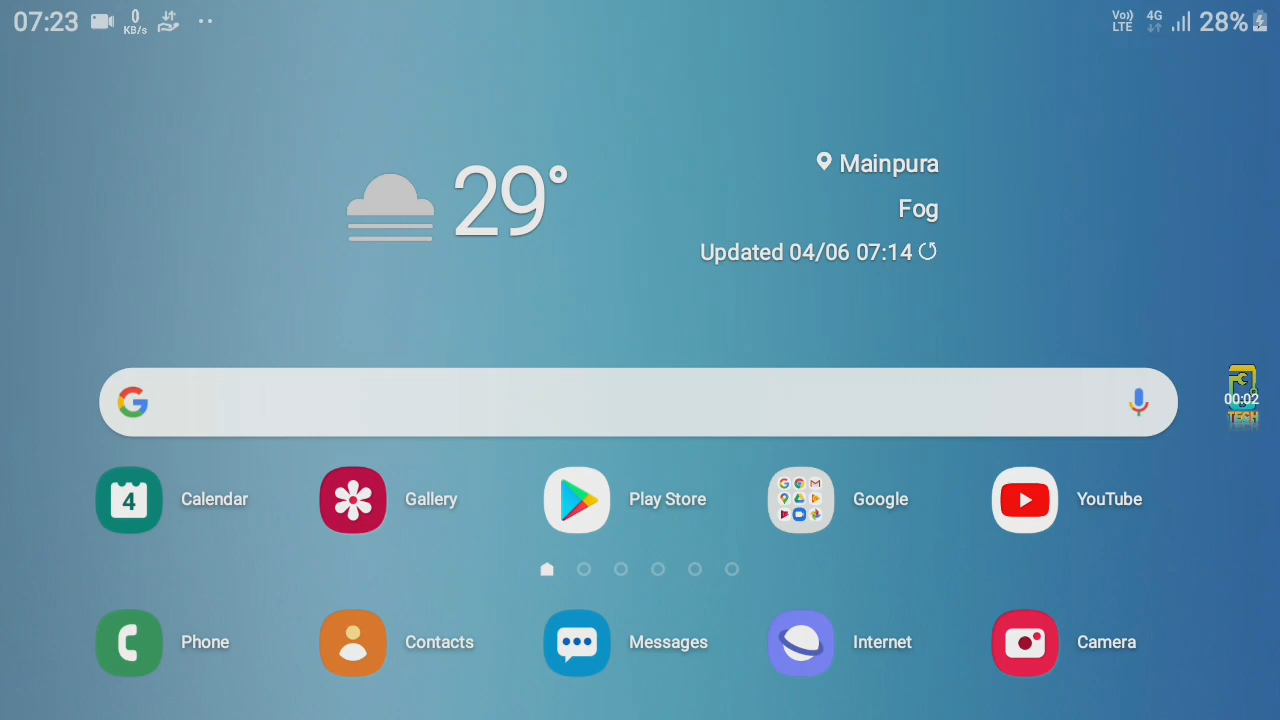 07:23 0 KB/s Vo)) LTE 4G 28%
29°
Mainpura
Fog
Updated 04/06 07:14
G
00:02
TECH
4 Calendar Gallery Play Store Google YouTube
Phone Contacts Messages Internet Camera